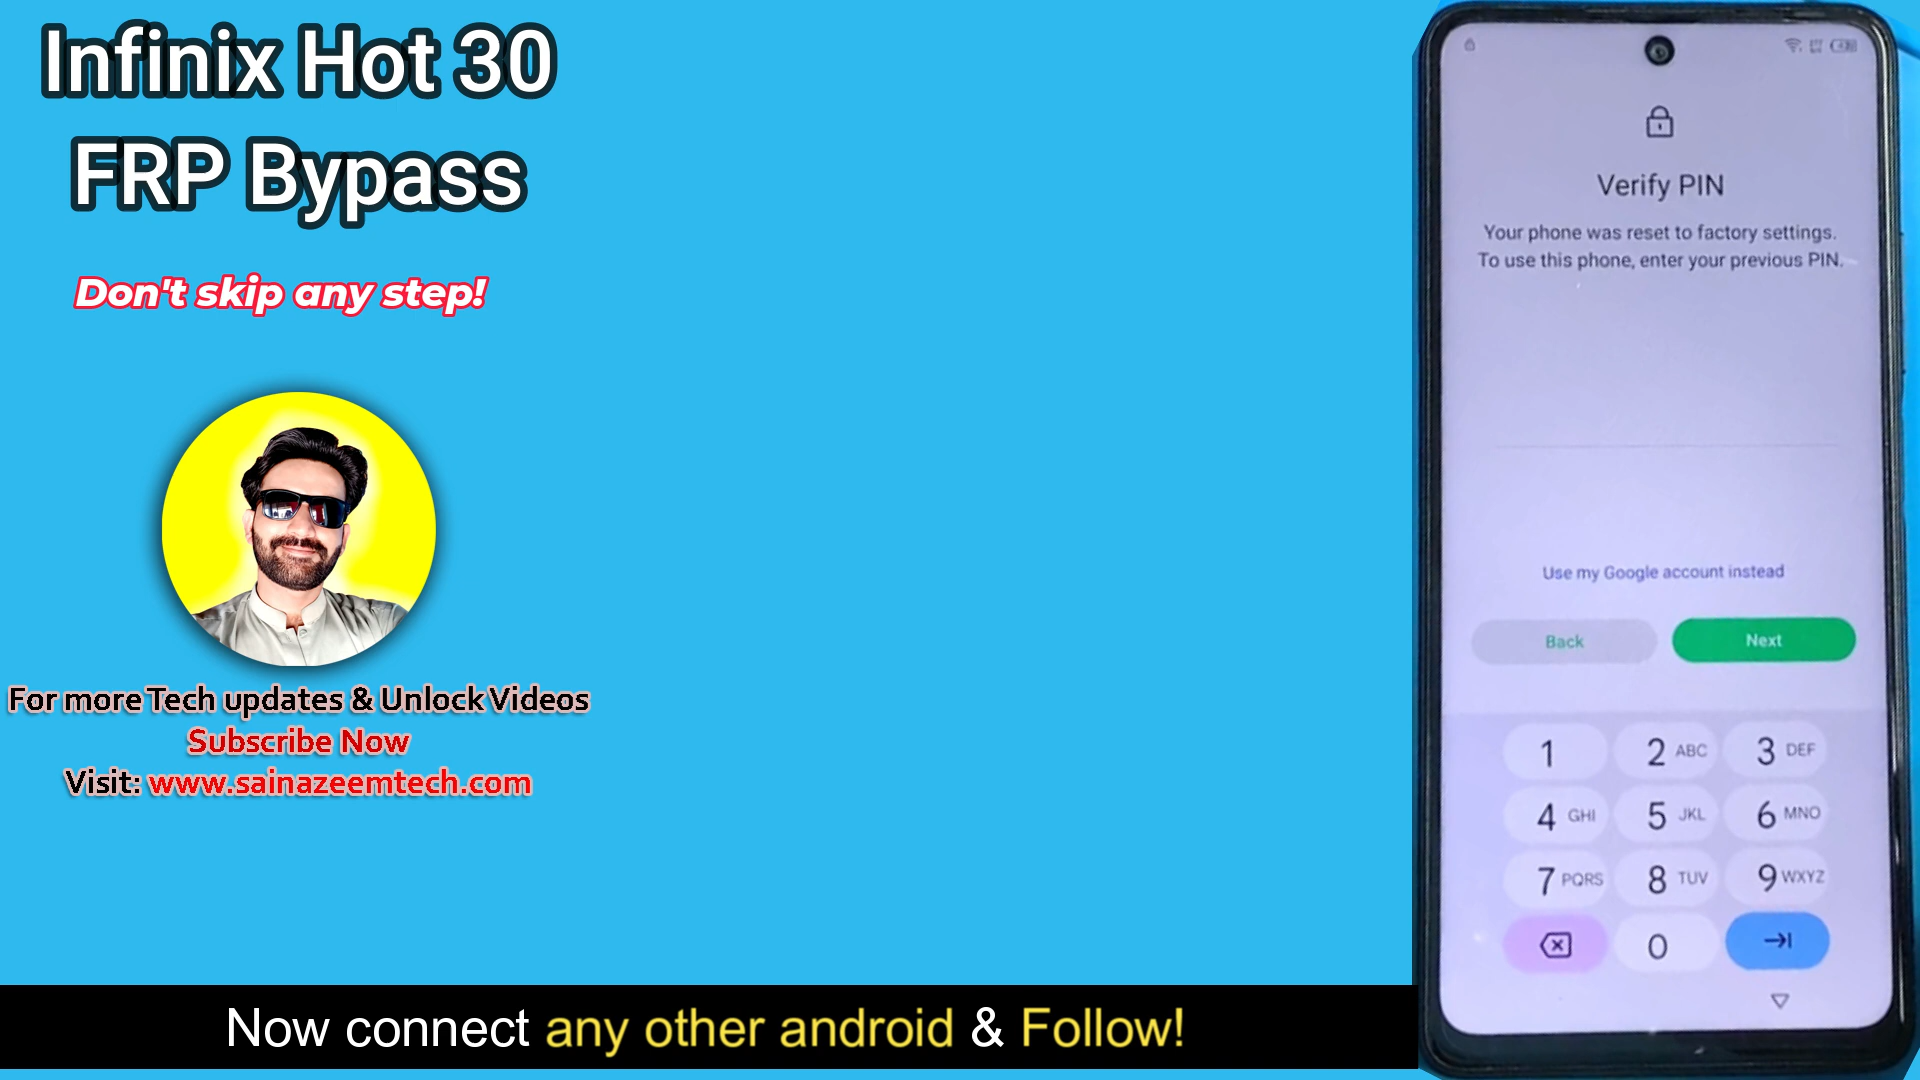 Infinix Hot 30
FRP Bypass
Don't skip any step!
For more Tech updates & Unlock Videos
Subscribe Now
Visit: www.sainazeemtech.com
Now connect any other android & Follow!
Verify PIN
Your phone was reset to factory settings.
To use this phone, enter your previous PIN.
Use my Google account instead
Back Next
1 2 ABC 3 DEF
4 GHI 5 JKL 6 MNO
7 PQRS 8 TUV 9 WXYZ
0